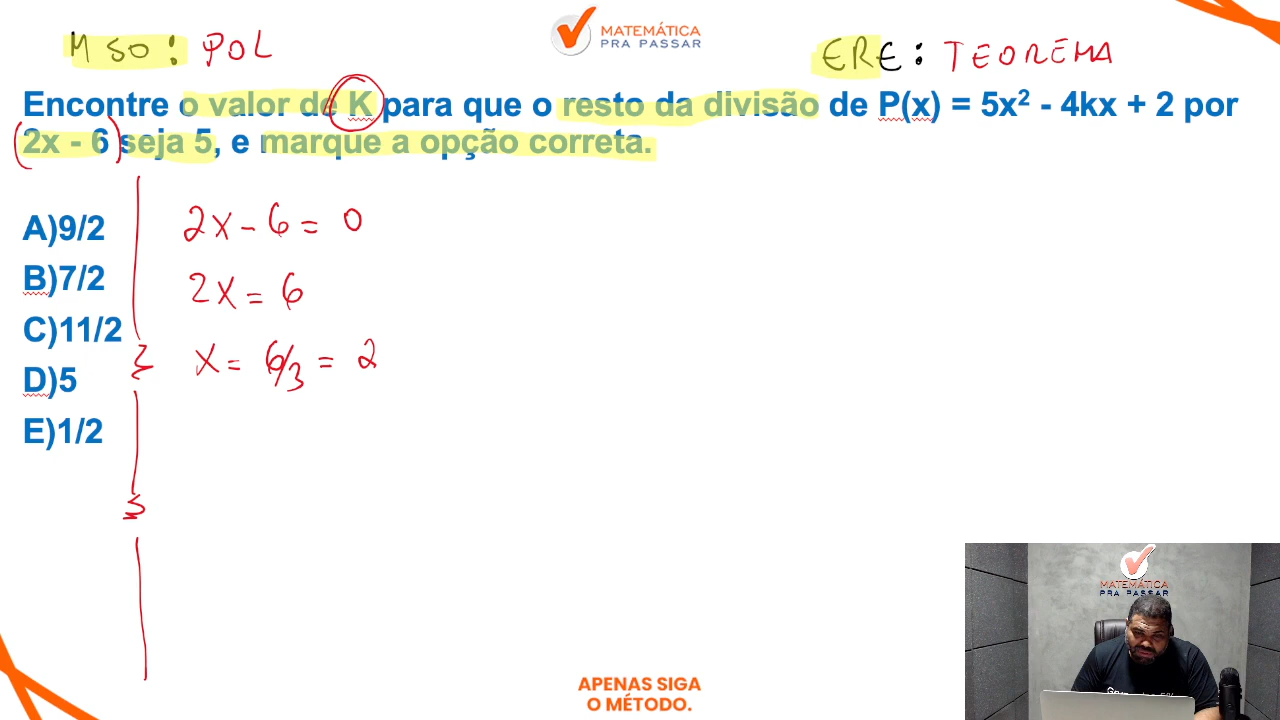 MATEMÁTICA
PRA PASSAR
M SO : POL
ERE : TEOREMA
Encontre o valor de K para que o resto da divisão de P(x) = 5x² - 4kx + 2 por
2x - 6 seja 5, e marque a opção correta.
A)9/2
B)7/2
C)11/2
D)5
E)1/2
2x - 6 = 0
2x = 6
x = 6/3 = 2
MATEMÁTICA
PRA PASSAR
APENAS SIGA
O MÉTODO.